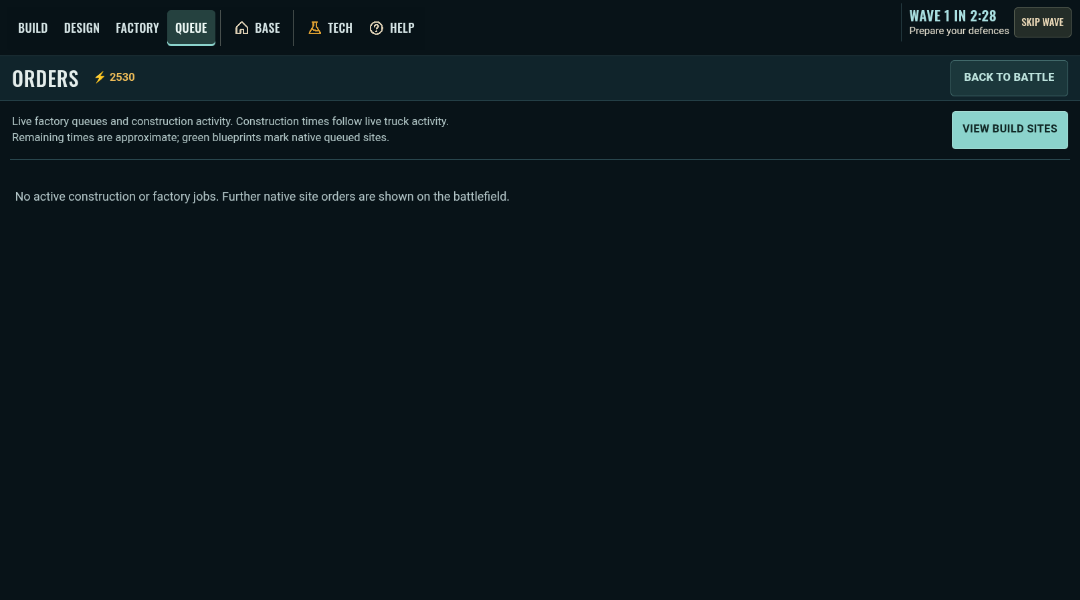 BUILD DESIGN FACTORY QUEUE BASE TECH HELP
WAVE 1 IN 2:28
Prepare your defences
SKIP WAVE
ORDERS
⚡ 2530
BACK TO BATTLE
Live factory queues and construction activity. Construction times follow live truck activity.
Remaining times are approximate; green blueprints mark native queued sites.
VIEW BUILD SITES
No active construction or factory jobs. Further native site orders are shown on the battlefield.